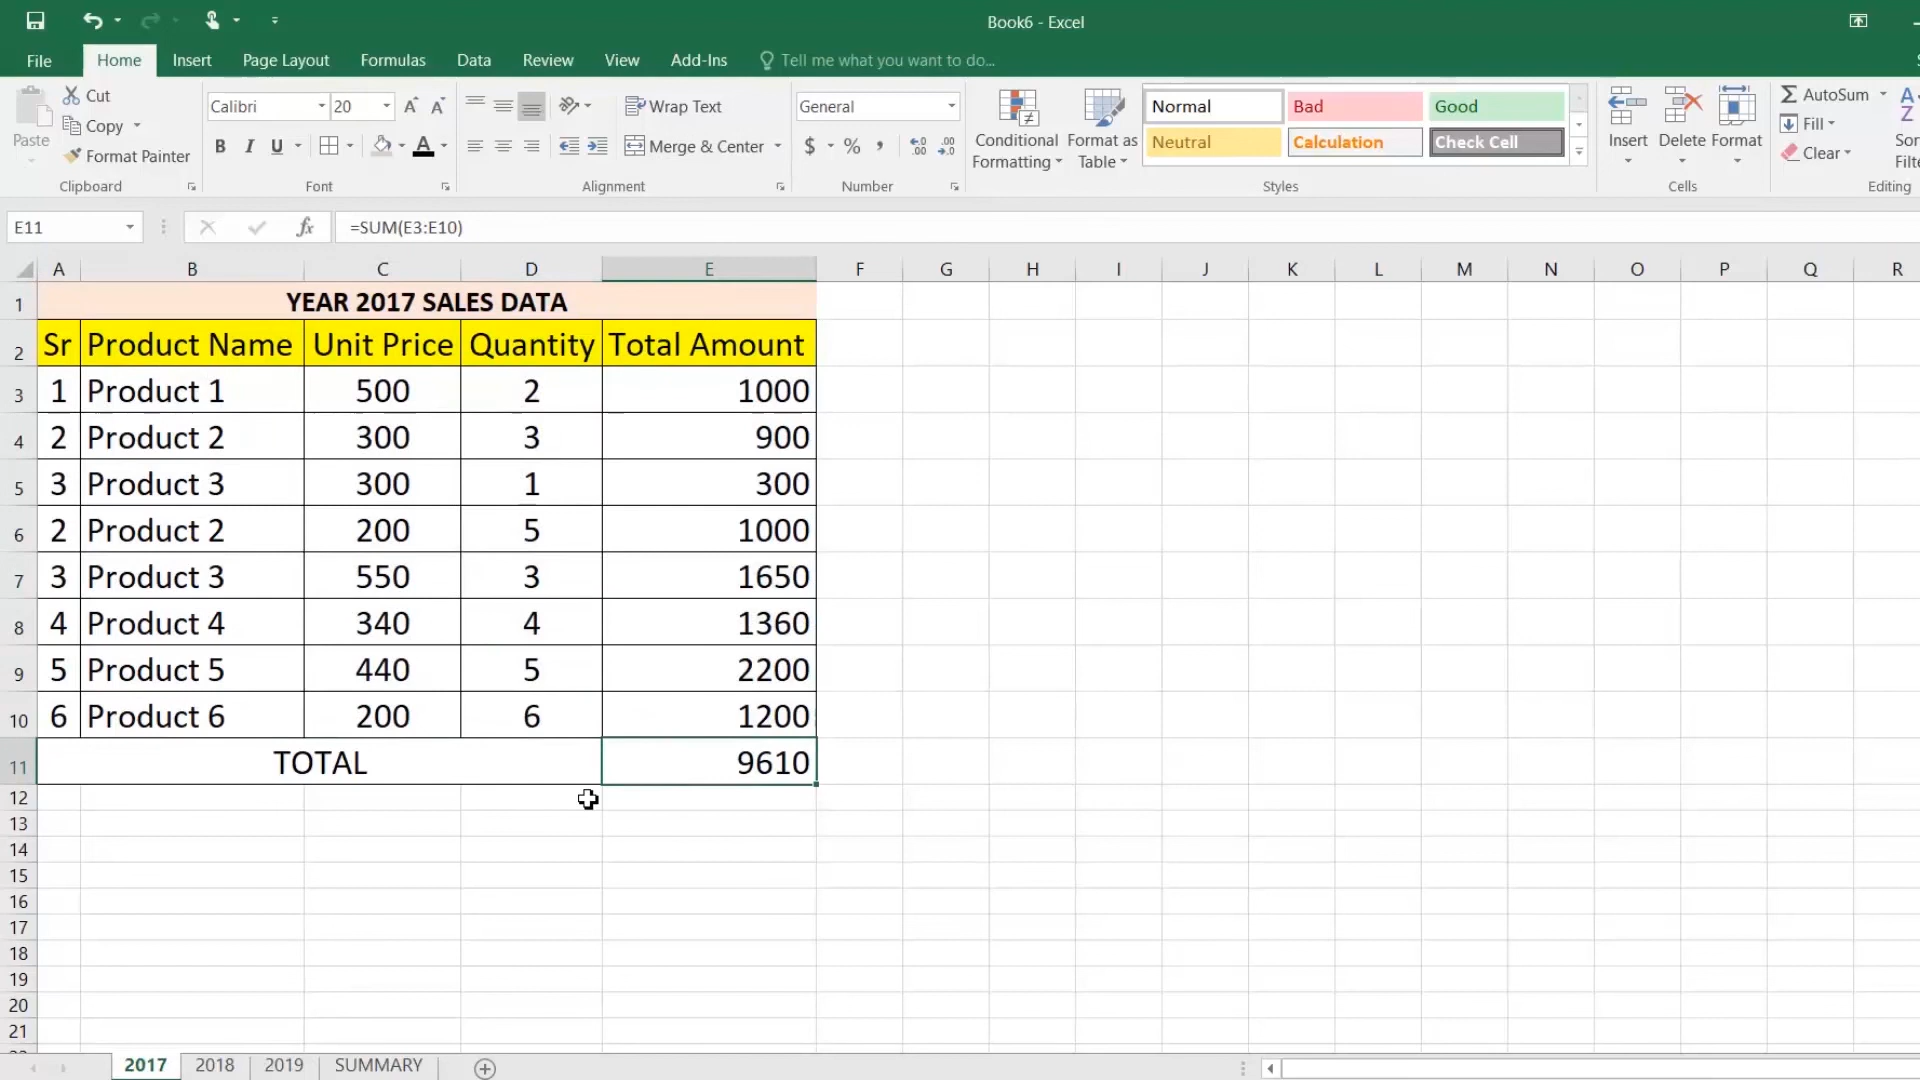 Book6 - Excel
File Home Insert Page Layout Formulas Data Review View Add-Ins Tell me what you want to do...
Paste
Cut
Copy
Format Painter
Clipboard
Calibri 20 A A
B I U A
Font
Wrap Text
Merge & Center
Alignment
General
$ % , .00 .0
Number
Conditional Formatting
Format as Table
Normal Bad Good
Neutral Calculation Check Cell
Styles
Insert Delete Format
Cells
Σ AutoSum
Fill
Clear
Editing
E11 fx =SUM(E3:E10)
A B C D E F G H I J K L M N O P Q R
1 YEAR 2017 SALES DATA
2 Sr Product Name Unit Price Quantity Total Amount
3 1 Product 1 500 2 1000
4 2 Product 2 300 3 900
5 3 Product 3 300 1 300
6 2 Product 2 200 5 1000
7 3 Product 3 550 3 1650
8 4 Product 4 340 4 1360
9 5 Product 5 440 5 2200
10 6 Product 6 200 6 1200
11 TOTAL 9610
12
13
14
15
16
17
18
19
20
21
2017 2018 2019 SUMMARY